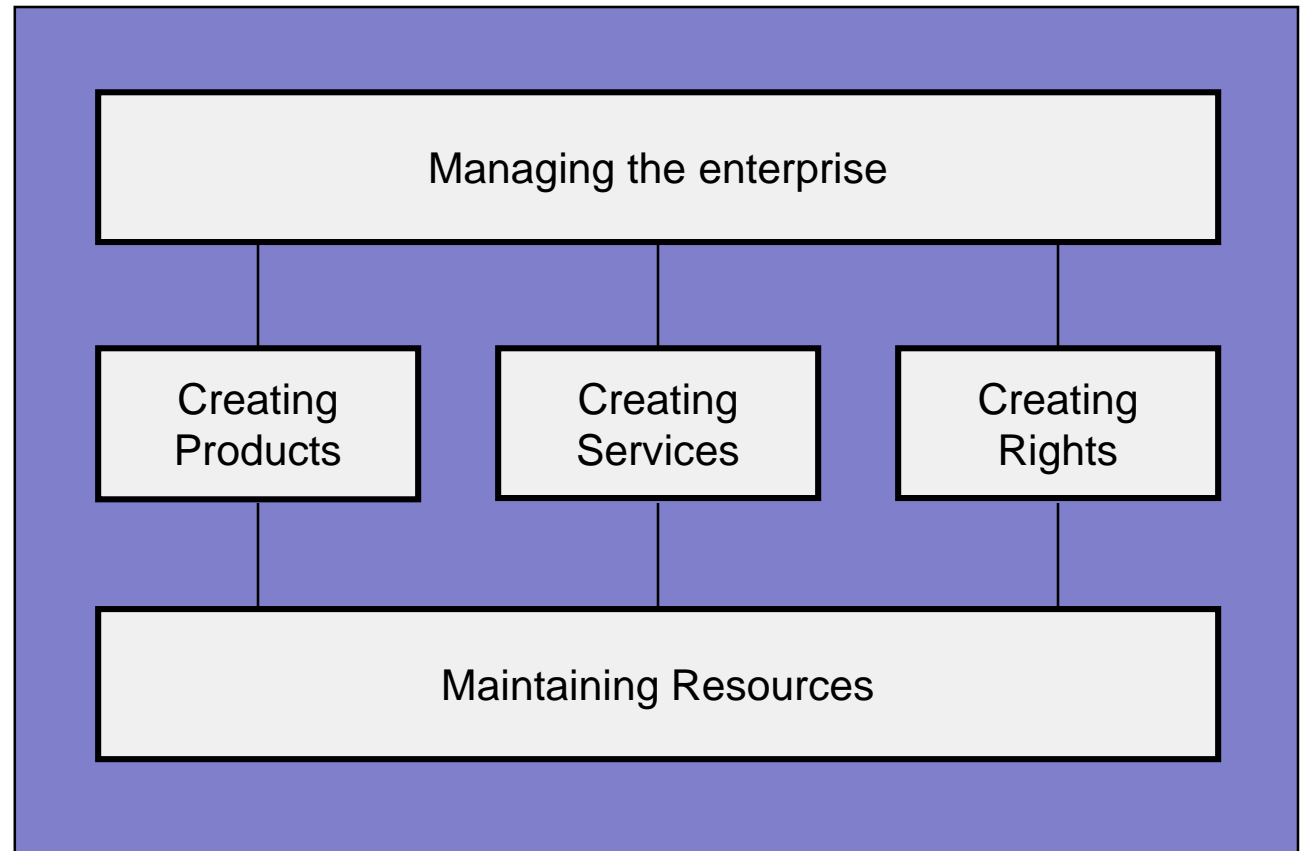 Managing the enterprise
Creating
Products
Creating
Services
Creating
Rights
Maintaining Resources